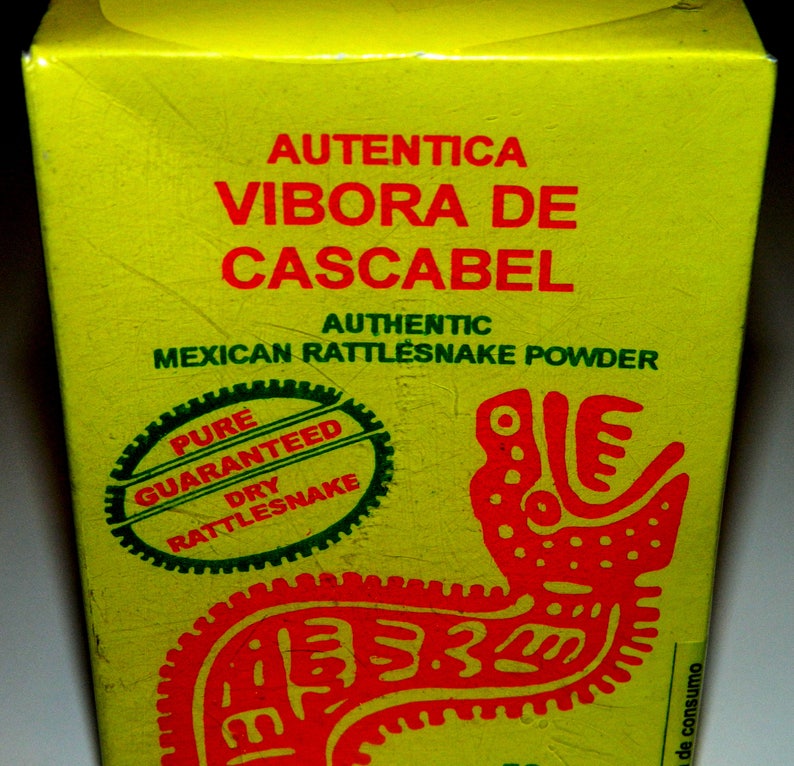 AUTENTICA
VIBORA DE
CASCABEL
AUTHENTIC
MEXICAN RATTLESNAKE POWDER
PURE
GUARANTEED
DRY
RATTLESNAKE
de consumo